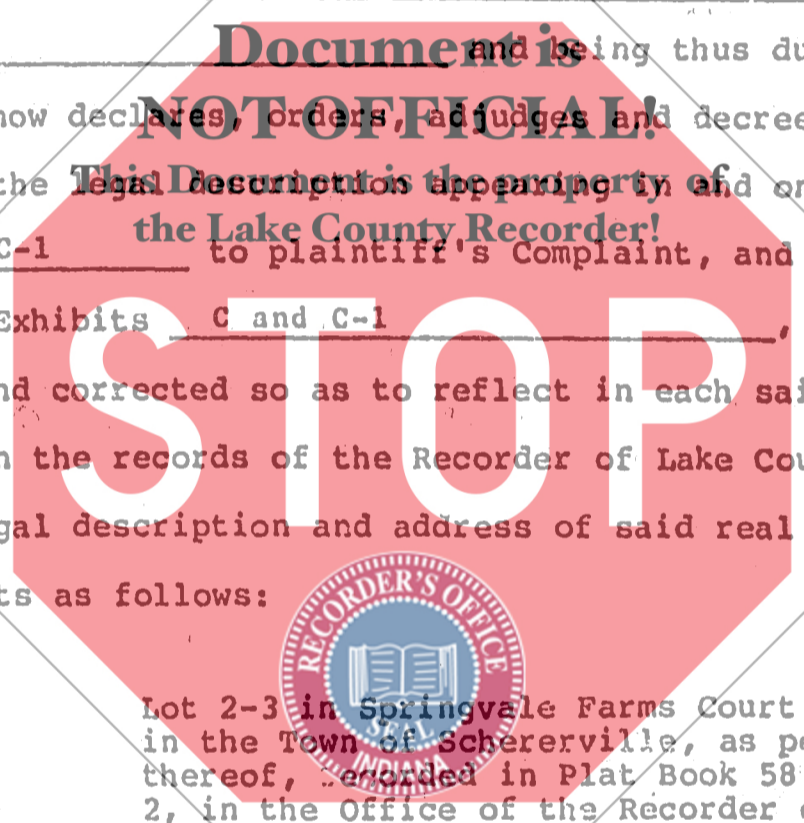 Document is
and being thus du
NOT OFFICIAL!
now declares, orders, adjudges and decree
This Document is the property of
the legal description appearing in and on
the Lake County Recorder!
C-1 to plaintiff's Complaint, and
Exhibits C and C-1,
STOP
nd corrected so as to reflect in each sai
n the records of the Recorder of Lake Cou
gal description and address of said real
ts as follows:
RECORDER'S OFFICE
SEAL
INDIANA
Lot 2-3 in Springvale Farms Court
in the Town of Schererville, as pe
thereof, recorded in Plat Book 58
2, in the Office of the Recorder